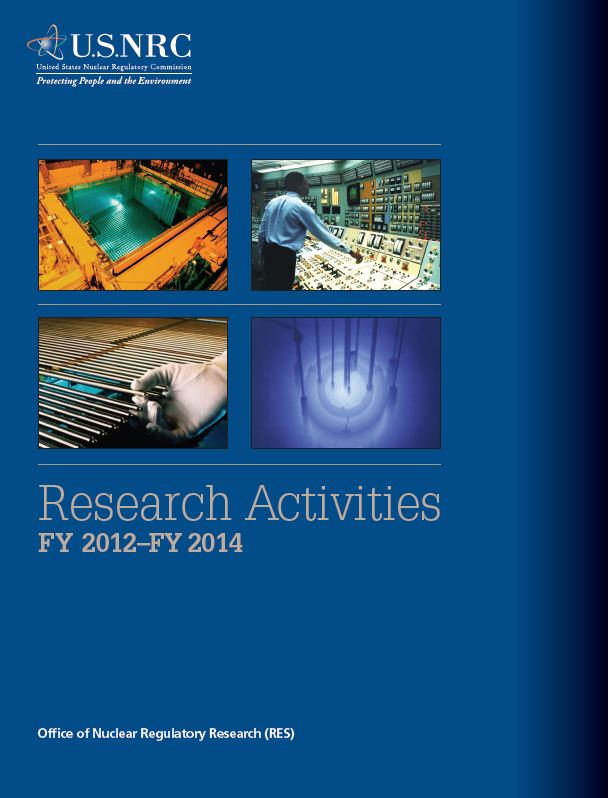 U.S.NRC
United States Nuclear Regulatory Commission
Protecting People and the Environment
Research Activities
FY 2012–FY 2014
Office of Nuclear Regulatory Research (RES)